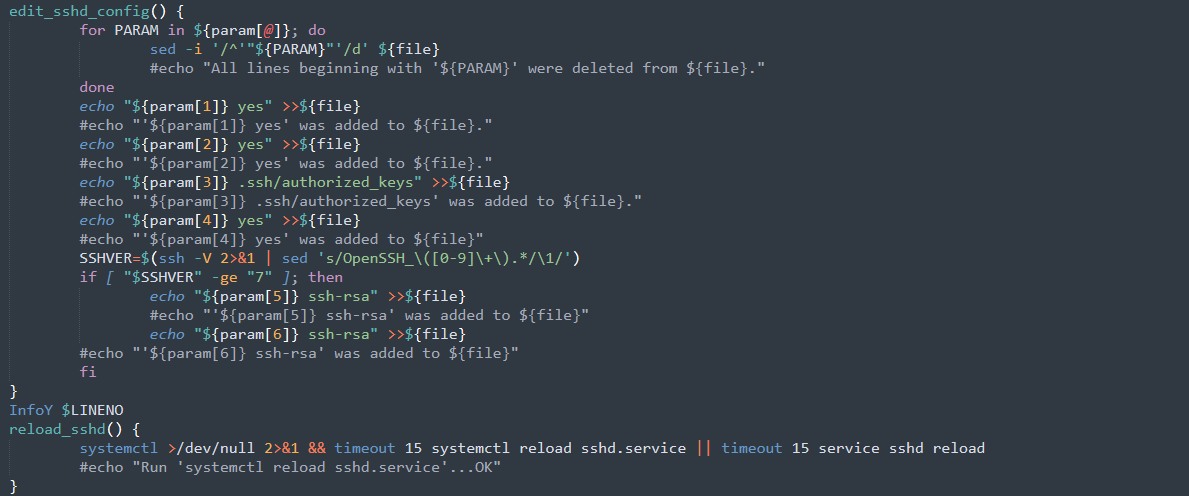 edit_sshd_config() {
        for PARAM in ${param[@]}; do
                sed -i '/^'"${PARAM}"'/d' ${file}
                #echo "All lines beginning with '${PARAM}' were deleted from ${file}."
        done
        echo "${param[1]} yes" >>${file}
        #echo "'${param[1]} yes' was added to ${file}."
        echo "${param[2]} yes" >>${file}
        #echo "'${param[2]} yes' was added to ${file}."
        echo "${param[3]} .ssh/authorized_keys" >>${file}
        #echo "'${param[3]} .ssh/authorized_keys' was added to ${file}."
        echo "${param[4]} yes" >>${file}
        #echo "'${param[4]} yes' was added to ${file}"
        SSHVER=$(ssh -V 2>&1 | sed 's/OpenSSH_\([0-9]\+\).*/\1/')
        if [ "$SSHVER" -ge "7" ]; then
                echo "${param[5]} ssh-rsa" >>${file}
                #echo "'${param[5]} ssh-rsa' was added to ${file}"
                echo "${param[6]} ssh-rsa" >>${file}
        #echo "'${param[6]} ssh-rsa' was added to ${file}"
        fi
}
InfoY $LINENO
reload_sshd() {
        systemctl >/dev/null 2>&1 && timeout 15 systemctl reload sshd.service || timeout 15 service sshd reload
        #echo "Run 'systemctl reload sshd.service'...OK"
}